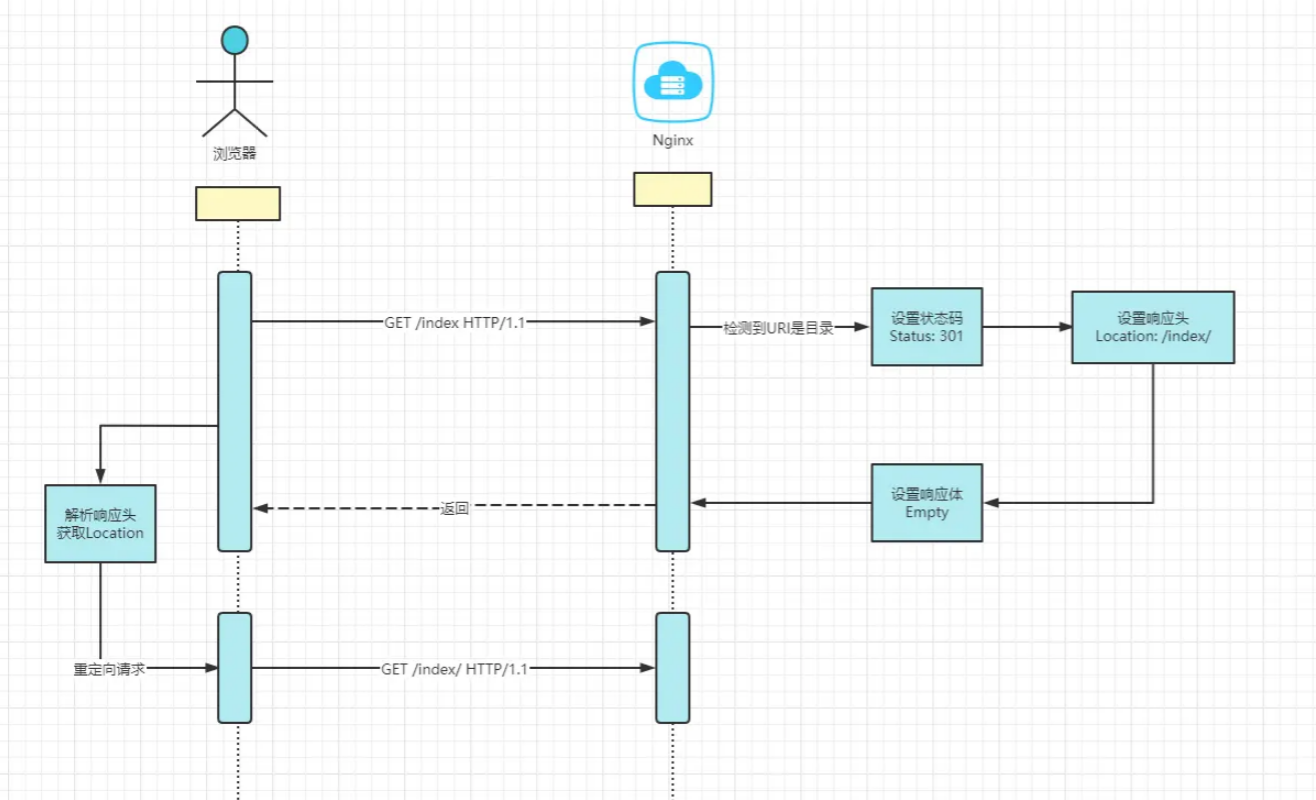 浏览器
Nginx
GET /index HTTP/1.1
检测到URI是目录
设置状态码
Status: 301
设置响应头
Location: /index/
解析响应头
获取Location
返回
设置响应体
Empty
重定向请求
GET /index/ HTTP/1.1